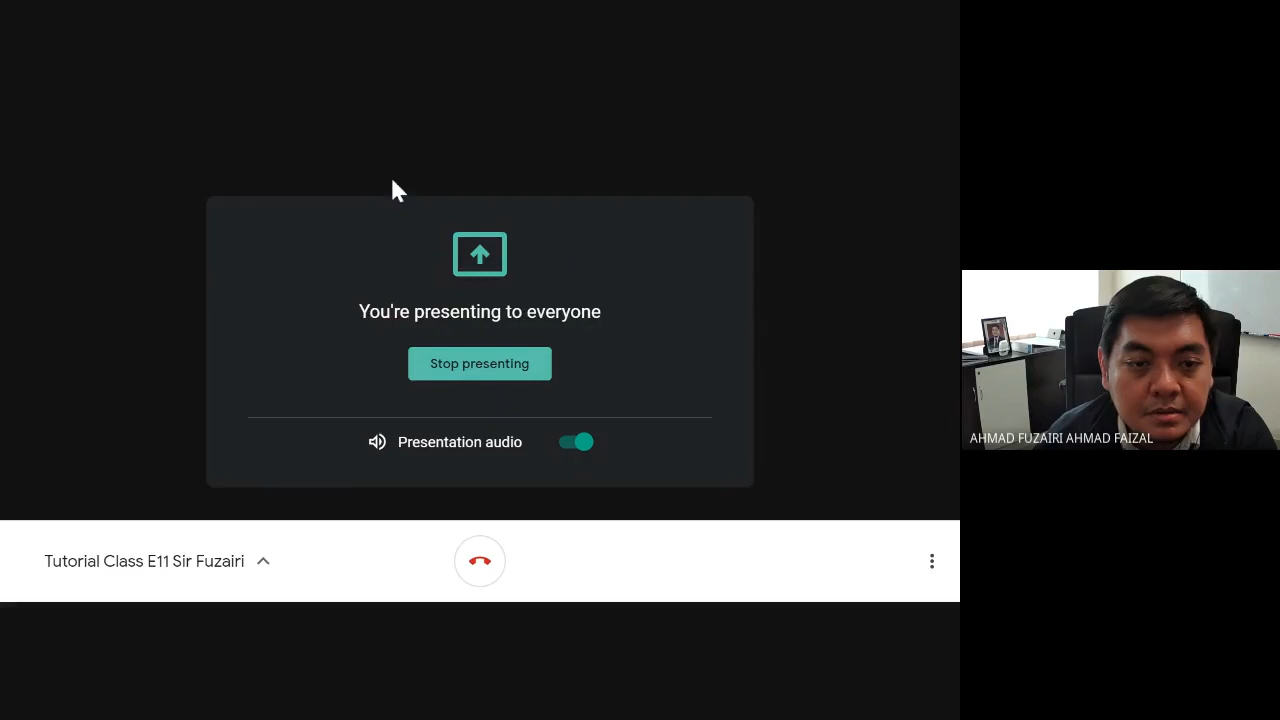 You're presenting to everyone
Stop presenting
Presentation audio
Tutorial Class E11 Sir Fuzairi
AHMAD FUZAIRI AHMAD FAIZAL